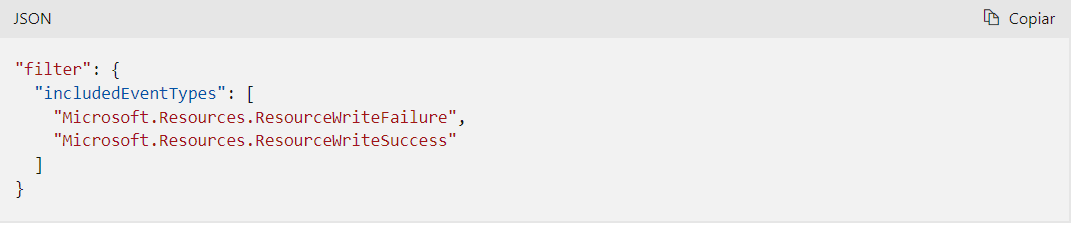 JSON
Copiar
"filter": {
  "includedEventTypes": [
    "Microsoft.Resources.ResourceWriteFailure",
    "Microsoft.Resources.ResourceWriteSuccess"
  ]
}